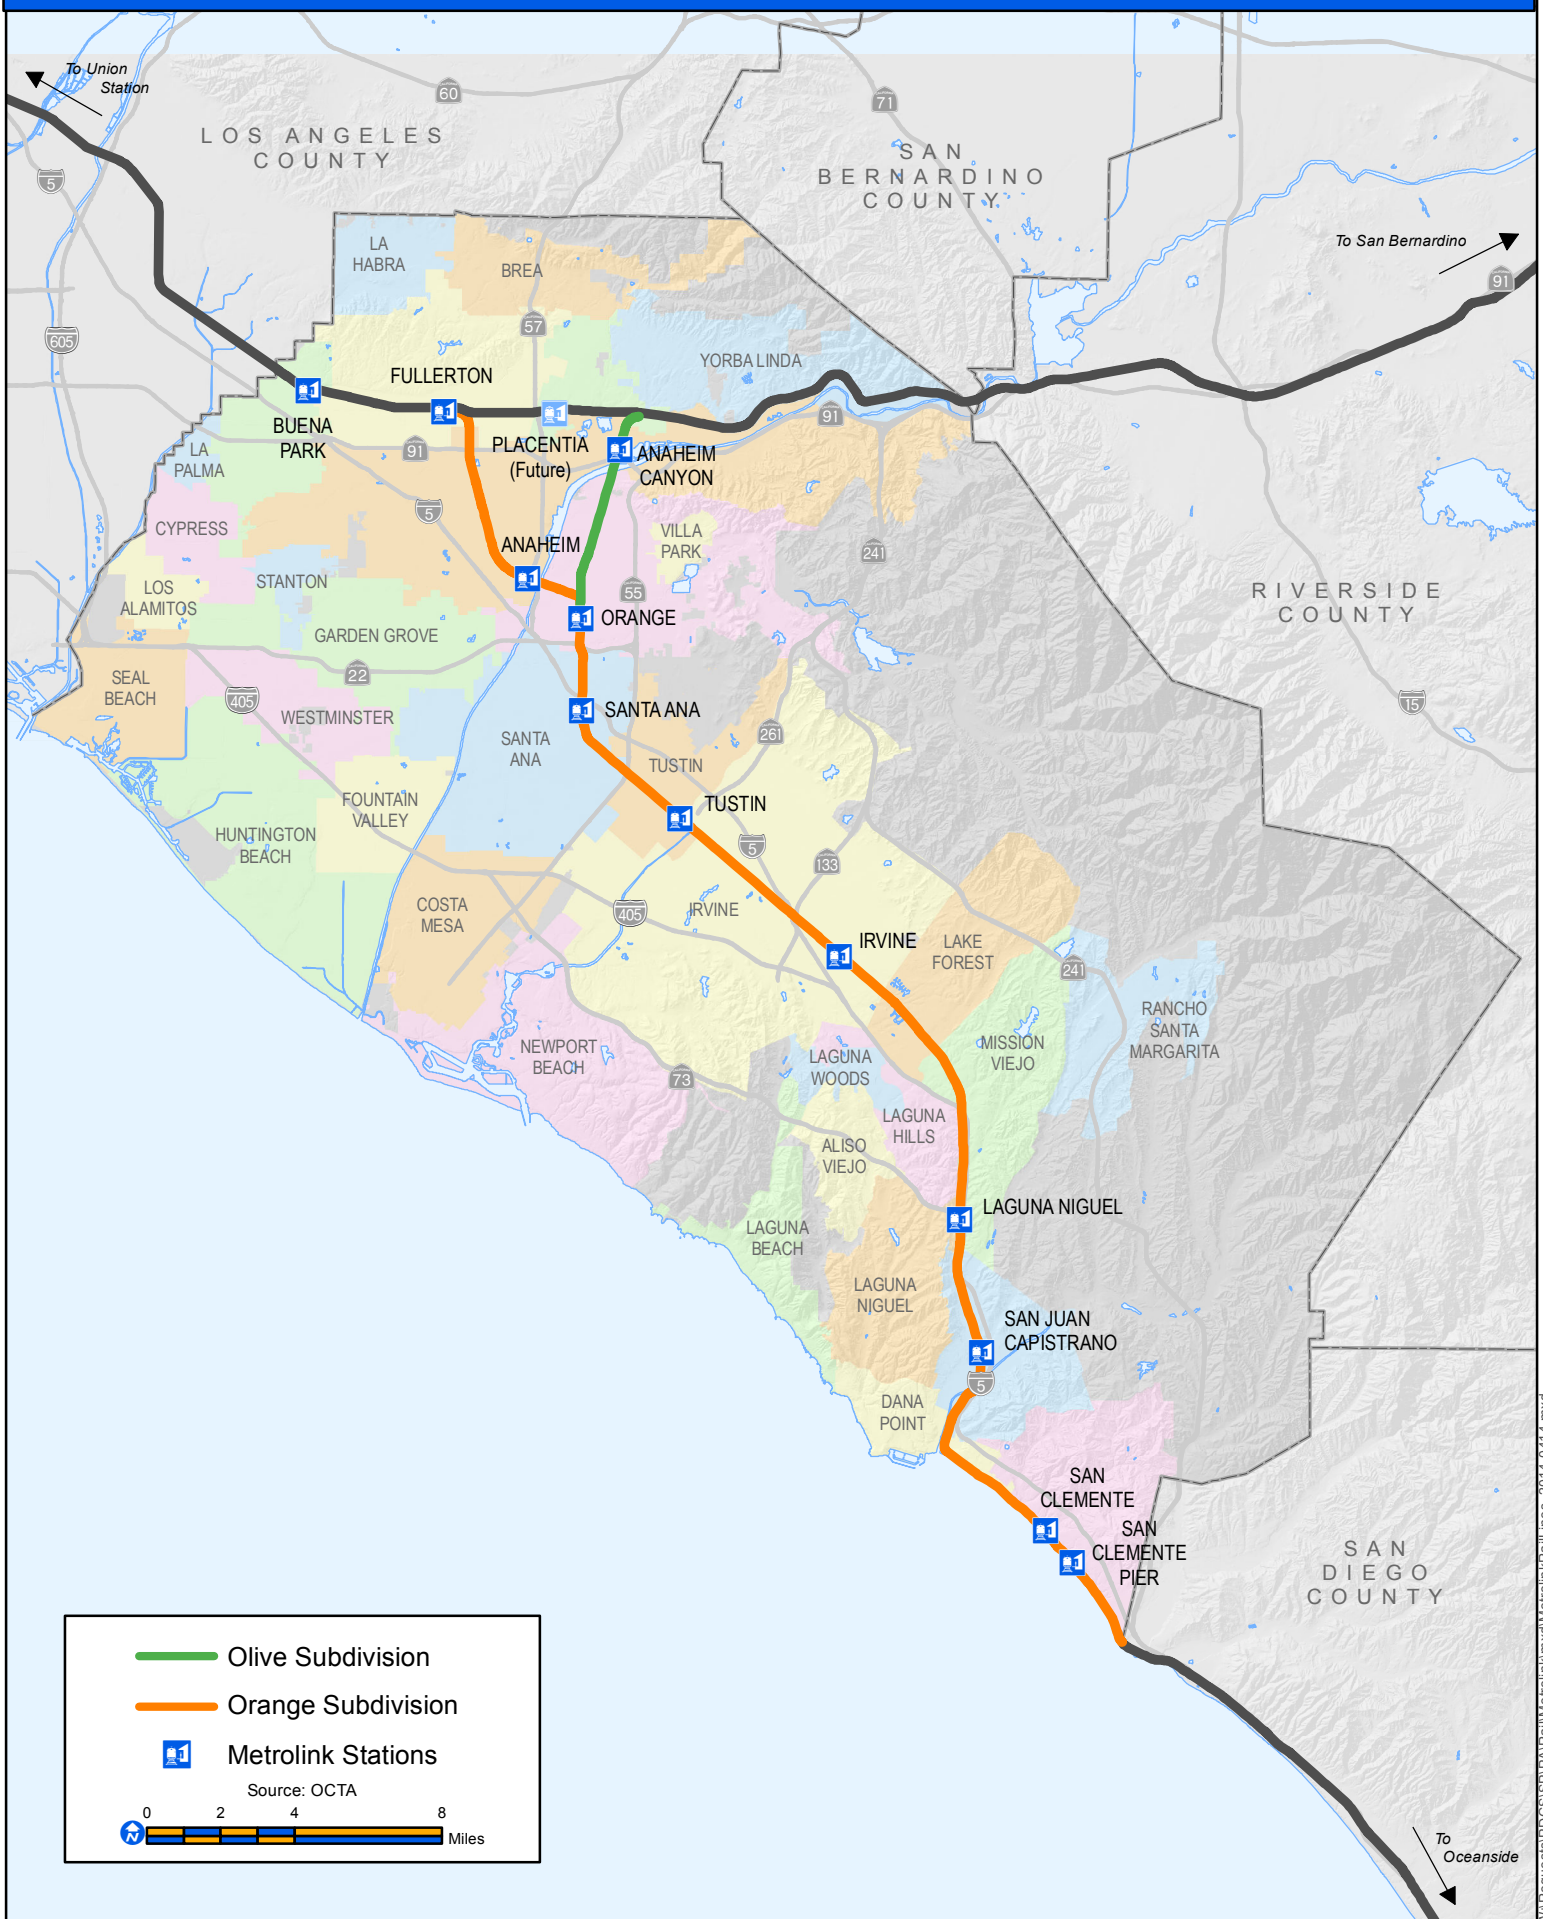 To Union
Station
60
71
LOS ANGELES
COUNTY
SAN
BERNARDINO
COUNTY
5
To San Bernardino
91
LA
HABRA
BREA
605
57
YORBA LINDA
FULLERTON
BUENA
PARK
PLACENTIA
(Future)
91
91
ANAHEIM
CANYON
LA
PALMA
5
CYPRESS
ANAHEIM
VILLA
PARK
241
STANTON
LOS
ALAMITOS
55
ORANGE
RIVERSIDE
COUNTY
GARDEN GROVE
22
SEAL
BEACH
405
WESTMINSTER
SANTA ANA
15
SANTA
ANA
261
TUSTIN
FOUNTAIN
VALLEY
TUSTIN
HUNTINGTON
BEACH
5
133
COSTA
MESA
405
IRVINE
IRVINE
LAKE
FOREST
241
RANCHO
SANTA
MARGARITA
NEWPORT
BEACH
MISSION
VIEJO
LAGUNA
WOODS
73
LAGUNA
HILLS
ALISO
VIEJO
LAGUNA NIGUEL
LAGUNA
BEACH
LAGUNA
NIGUEL
SAN JUAN
CAPISTRANO
5
DANA
POINT
SAN
CLEMENTE
SAN
CLEMENTE
PIER
SAN
DIEGO
COUNTY
Olive Subdivision
Orange Subdivision
Metrolink Stations
Source: OCTA
0 2 4 8
Miles
N
To
Oceanside